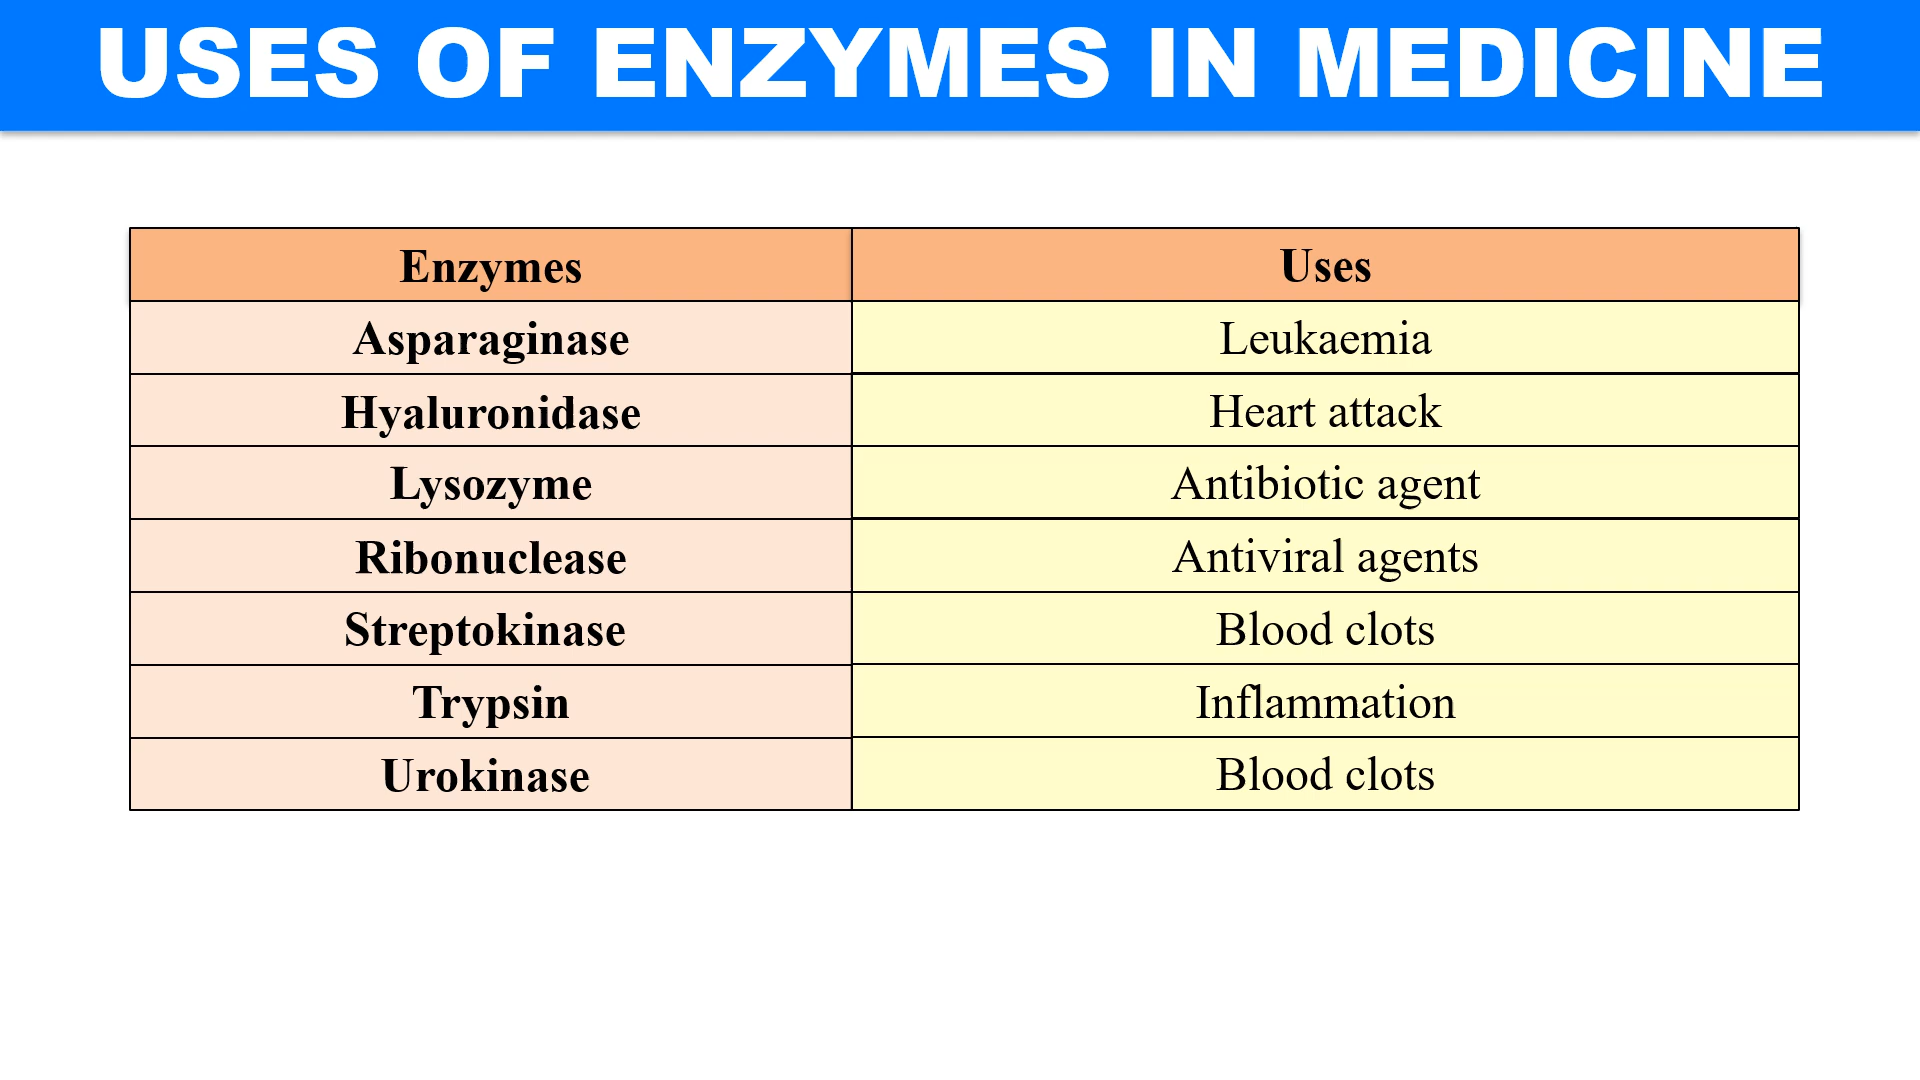 USES OF ENZYMES IN MEDICINE
Enzymes Uses
Asparaginase Leukaemia
Hyaluronidase Heart attack
Lysozyme Antibiotic agent
Ribonuclease Antiviral agents
Streptokinase Blood clots
Trypsin Inflammation
Urokinase Blood clots